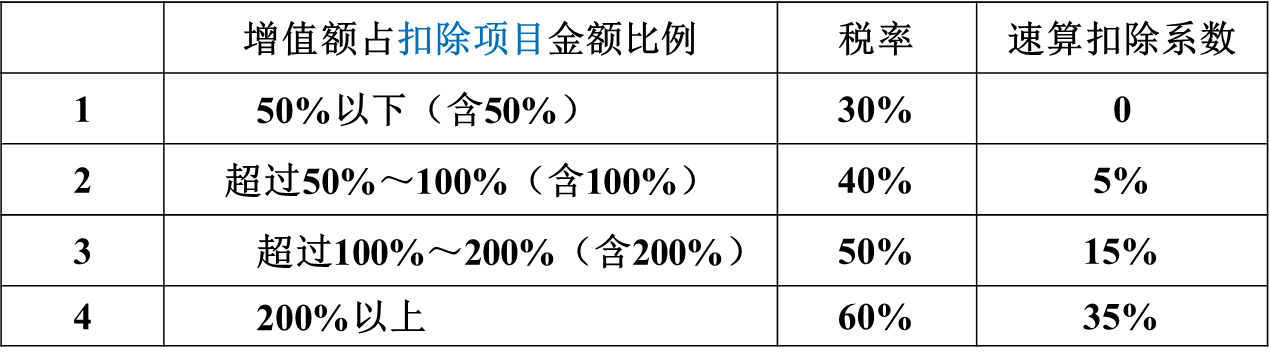 增值额占扣除项目金额比例 税率 速算扣除系数
1 50%以下（含50%） 30% 0
2 超过50%～100%（含100%） 40% 5%
3 超过100%～200%（含200%） 50% 15%
4 200%以上 60% 35%